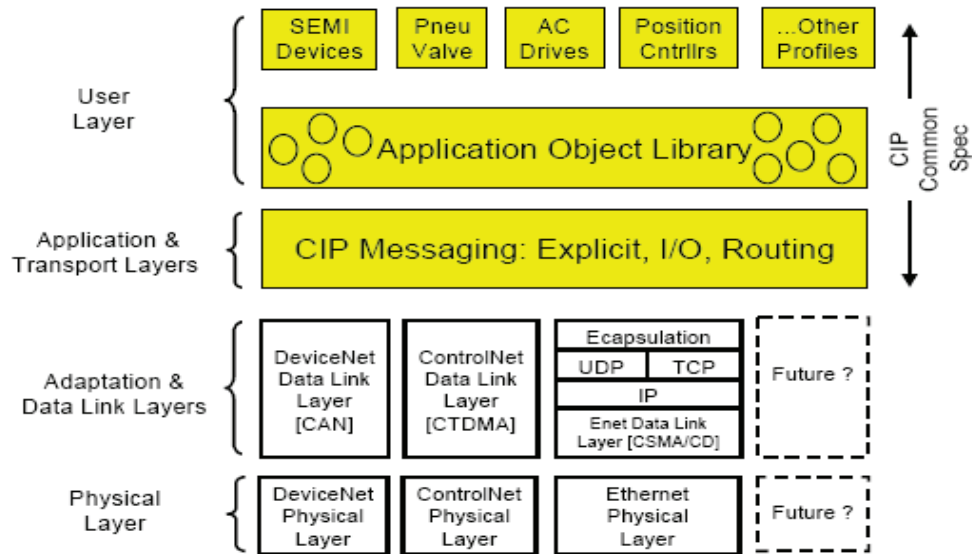 SEMI
Devices
Pneu
Valve
AC
Drives
Position
Cntrllrs
...Other
Profiles
User
Layer
Application Object Library
CIP
Common
Spec
Application &
Transport Layers
CIP Messaging: Explicit, I/O, Routing
Adaptation &
Data Link Layers
DeviceNet
Data Link
Layer
[CAN]
ControlNet
Data Link
Layer
[CTDMA]
Ecapsulation
UDP
TCP
IP
Enet Data Link
Layer [CSMA/CD]
Future ?
Physical
Layer
DeviceNet
Physical
Layer
ControlNet
Physical
Layer
Ethernet
Physical
Layer
Future ?